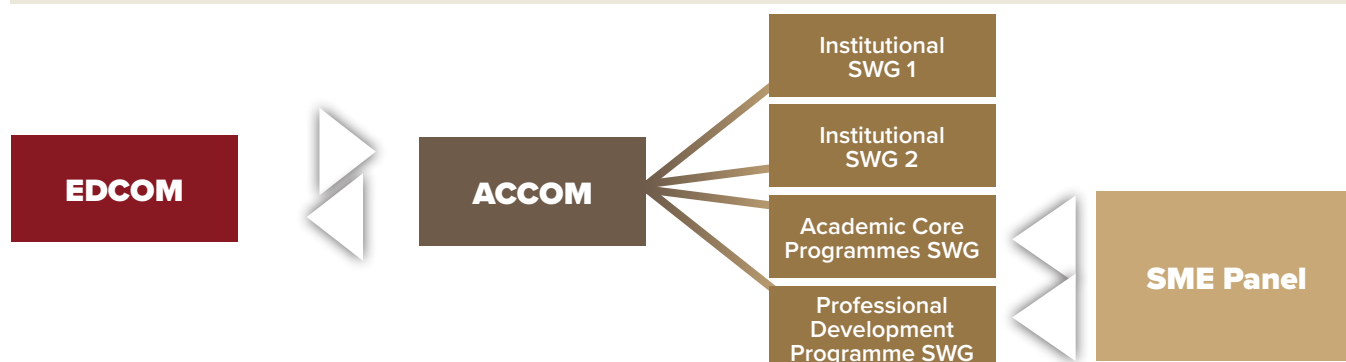 EDCOM
ACCOM
Institutional
SWG 1
Institutional
SWG 2
Academic Core
Programmes SWG
Professional
Development
Programme SWG
SME Panel